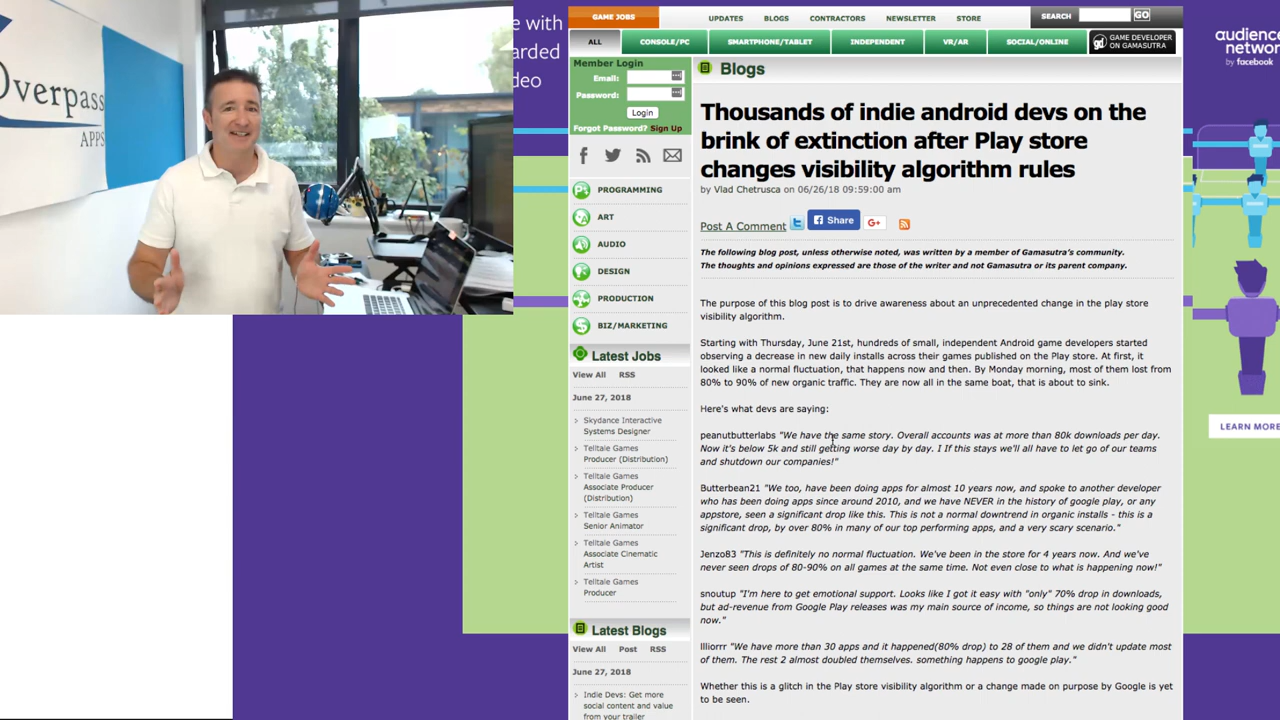 Overpass
APPS
e with
arded
deo
GAME JOBS
UPDATES
BLOGS
CONTRACTORS
NEWSLETTER
STORE
SEARCH
GO
ALL
CONSOLE/PC
SMARTPHONE/TABLET
INDEPENDENT
VR/AR
SOCIAL/ONLINE
gd GAME DEVELOPER
ON GAMASUTRA
audience
network
by facebook
LEARN MORE
Member Login
Email:
Password:
Login
Forgot Password? Sign Up
PROGRAMMING
ART
AUDIO
DESIGN
PRODUCTION
BIZ/MARKETING
Latest Jobs
View All RSS
June 27, 2018
Skydance Interactive
Systems Designer
Telltale Games
Producer (Distribution)
Telltale Games
Associate Producer
(Distribution)
Telltale Games
Senior Animator
Telltale Games
Associate Cinematic
Artist
Telltale Games
Producer
Latest Blogs
View All Post RSS
June 27, 2018
Indie Devs: Get more
social content and value
from your trailer
Blogs
Thousands of indie android devs on the
brink of extinction after Play store
changes visibility algorithm rules
by Vlad Chetrusca on 06/26/18 09:59:00 am
Post A Comment
Share
G+
The following blog post, unless otherwise noted, was written by a member of Gamasutra's community.
The thoughts and opinions expressed are those of the writer and not Gamasutra or its parent company.
The purpose of this blog post is to drive awareness about an unprecedented change in the play store
visibility algorithm.
Starting with Thursday, June 21st, hundreds of small, independent Android game developers started
observing a decrease in new daily installs across their games published on the Play store. At first, it
looked like a normal fluctuation, that happens now and then. By Monday morning, most of them lost from
80% to 90% of new organic traffic. They are now all in the same boat, that is about to sink.
Here's what devs are saying:
peanutbutterlabs "We have the same story. Overall accounts was at more than 80k downloads per day.
Now it's below 5k and still getting worse day by day. I If this stays we'll all have to let go of our teams
and shutdown our companies!"
Butterbean21 "We too, have been doing apps for almost 10 years now, and spoke to another developer
who has been doing apps since around 2010, and we have NEVER in the history of google play, or any
appstore, seen a significant drop like this. This is not a normal downtrend in organic installs - this is a
significant drop, by over 80% in many of our top performing apps, and a very scary scenario."
Jenzo83 "This is definitely no normal fluctuation. We've been in the store for 4 years now. And we've
never seen drops of 80-90% on all games at the same time. Not even close to what is happening now!"
snoutup "I'm here to get emotional support. Looks like I got it easy with "only" 70% drop in downloads,
but ad-revenue from Google Play releases was my main source of income, so things are not looking good
now."
Illiorrr "We have more than 30 apps and it happened(80% drop) to 28 of them and we didn't update most
of them. The rest 2 almost doubled themselves. something happens to google play."
Whether this is a glitch in the Play store visibility algorithm or a change made on purpose by Google is yet
to be seen.